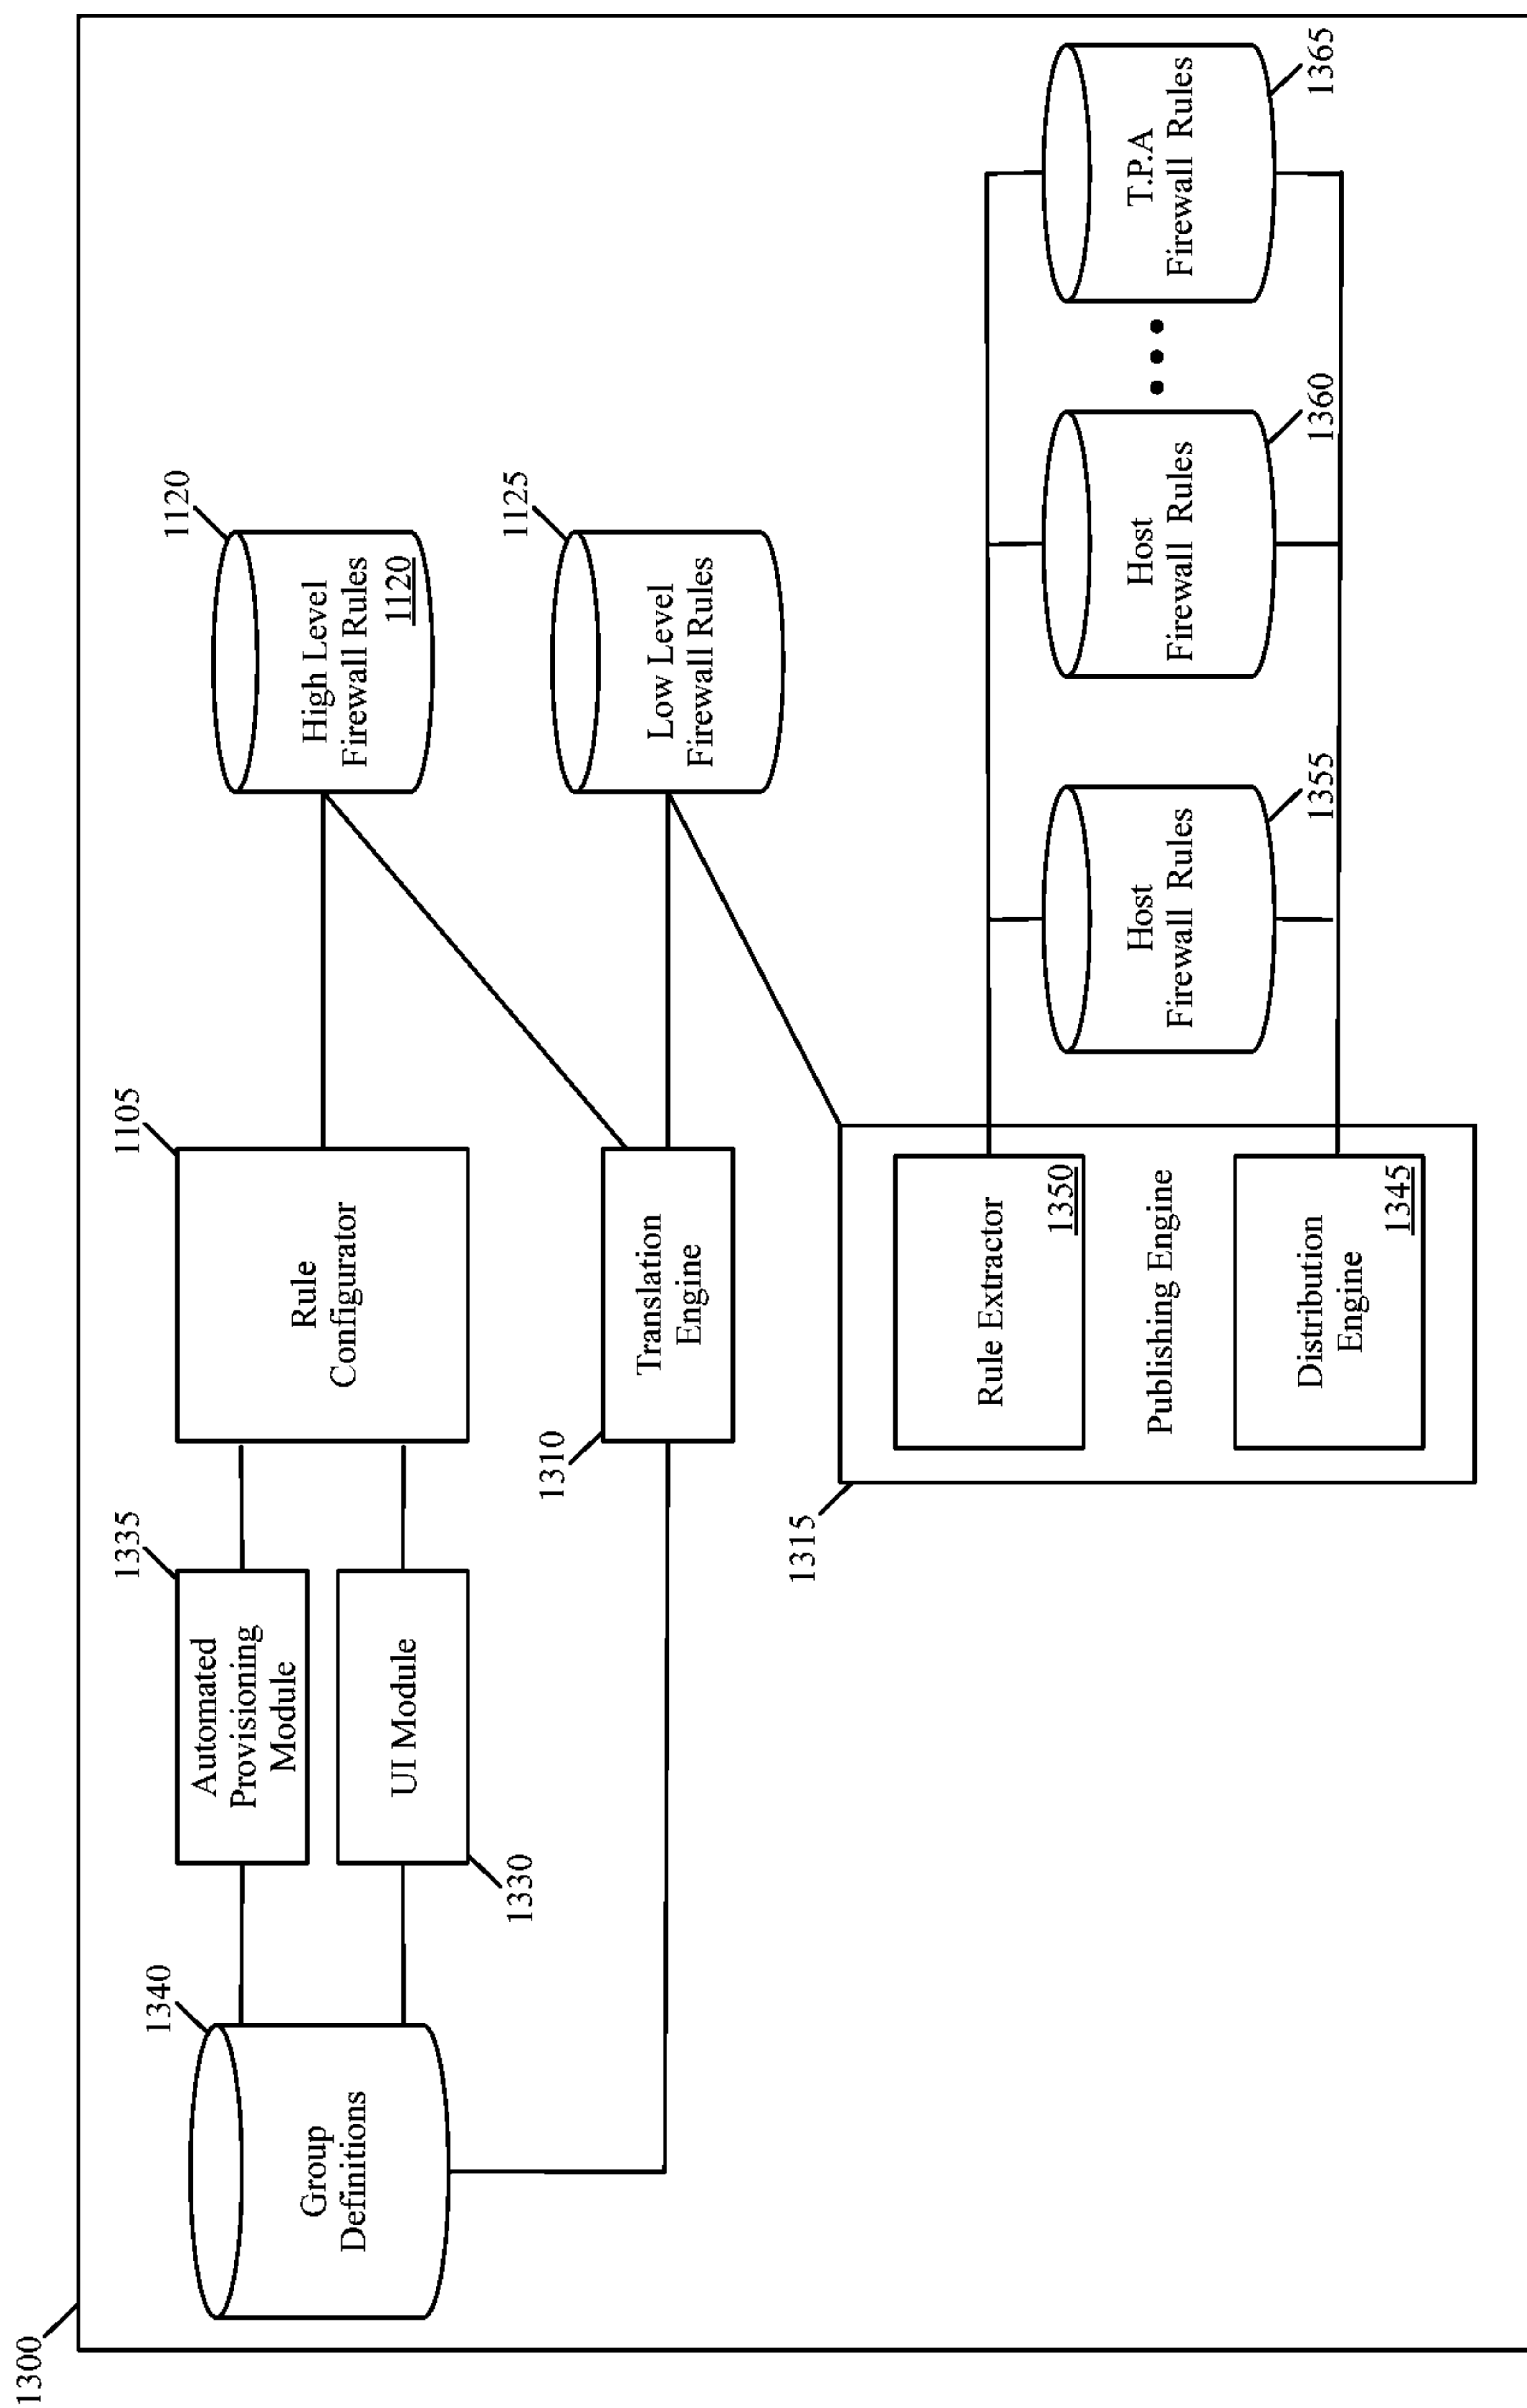 1300
1340
Group
Definitions
1335
Automated
Provisioning
Module
UI Module
1330
1105
Rule
Configurator
1120
High Level
Firewall Rules
1120
1310
Translation
Engine
1125
Low Level
Firewall Rules
1315
Rule Extractor
1350
Publishing Engine
Distribution
Engine
1345
Host
Firewall Rules
1355
Host
Firewall Rules
1360
T.P.A
Firewall Rules
1365